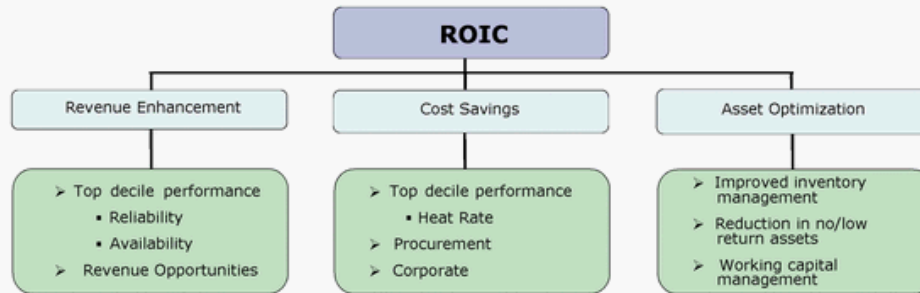 ROIC
Revenue Enhancement
Cost Savings
Asset Optimization
➢ Top decile performance
▪ Reliability
▪ Availability
➢ Revenue Opportunities
➢ Top decile performance
▪ Heat Rate
➢ Procurement
➢ Corporate
➢ Improved inventory
management
➢ Reduction in no/low
return assets
➢ Working capital
management